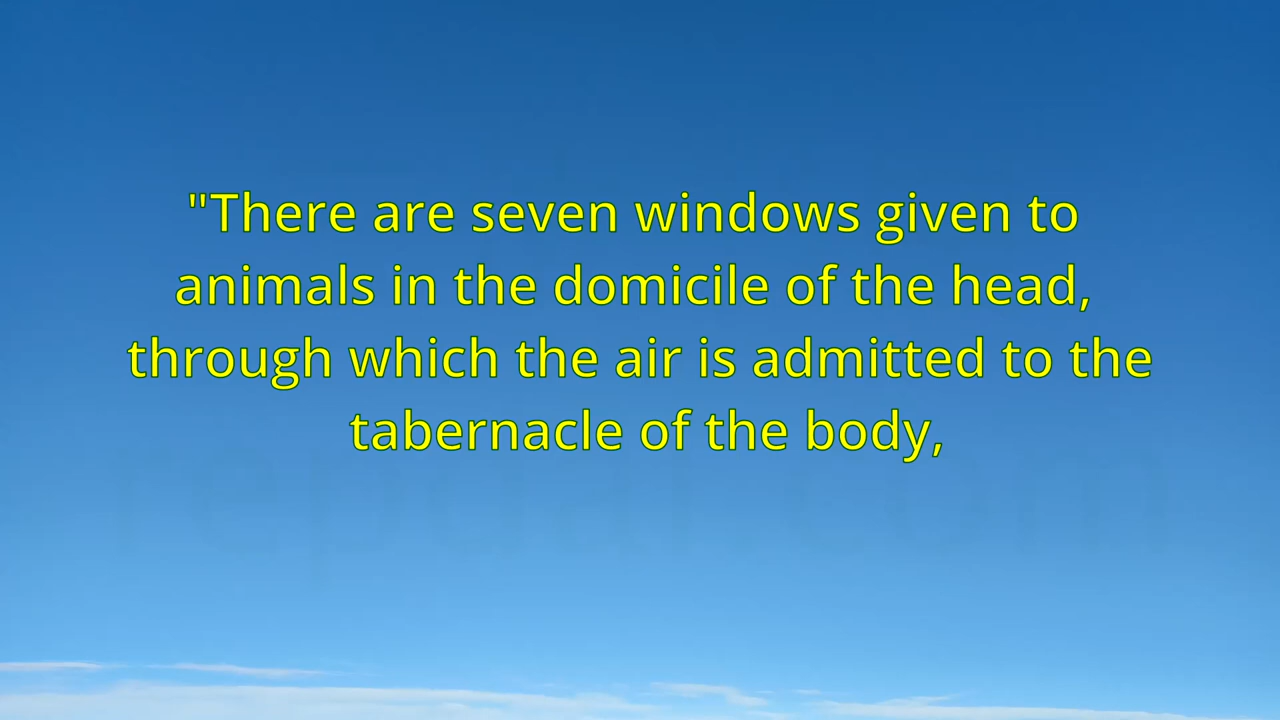 "There are seven windows given to
animals in the domicile of the head,
through which the air is admitted to the
tabernacle of the body,